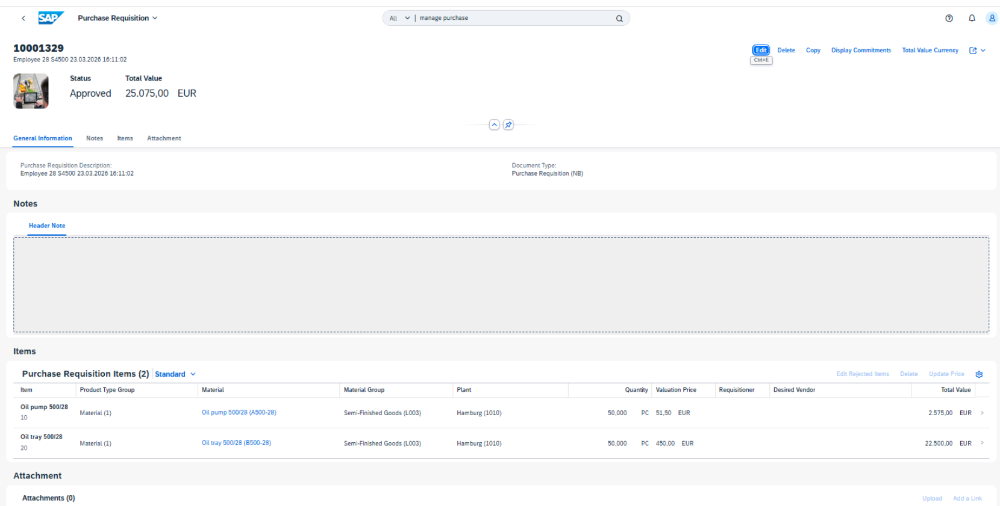 SAP Purchase Requisition All manage purchase
10001329
Employee 28 S4500 23.03.2026 16:11:02
Edit Delete Copy Display Commitments Total Value Currency
Ctrl+E
Status Total Value
Approved 25.075,00 EUR
General Information Notes Items Attachment
Purchase Requisition Description: Document Type:
Employee 28 S4500 23.03.2026 16:11:02 Purchase Requisition (NB)
Notes
Header Note
Items
Purchase Requisition Items (2) Standard Edit Rejected Items Delete Update Price
Item Product Type Group Material Material Group Plant Quantity Valuation Price Requisitioner Desired Vendor Total Value
Oil pump 500/28
10 Material (1) Oil pump 500/28 (A500-28) Semi-Finished Goods (L003) Hamburg (1010) 50,000 PC 51,50 EUR 2.575,00 EUR
Oil tray 500/28
20 Material (1) Oil tray 500/28 (B500-28) Semi-Finished Goods (L003) Hamburg (1010) 50,000 PC 450,00 EUR 22.500,00 EUR
Attachment
Attachments (0) Upload Add a Link